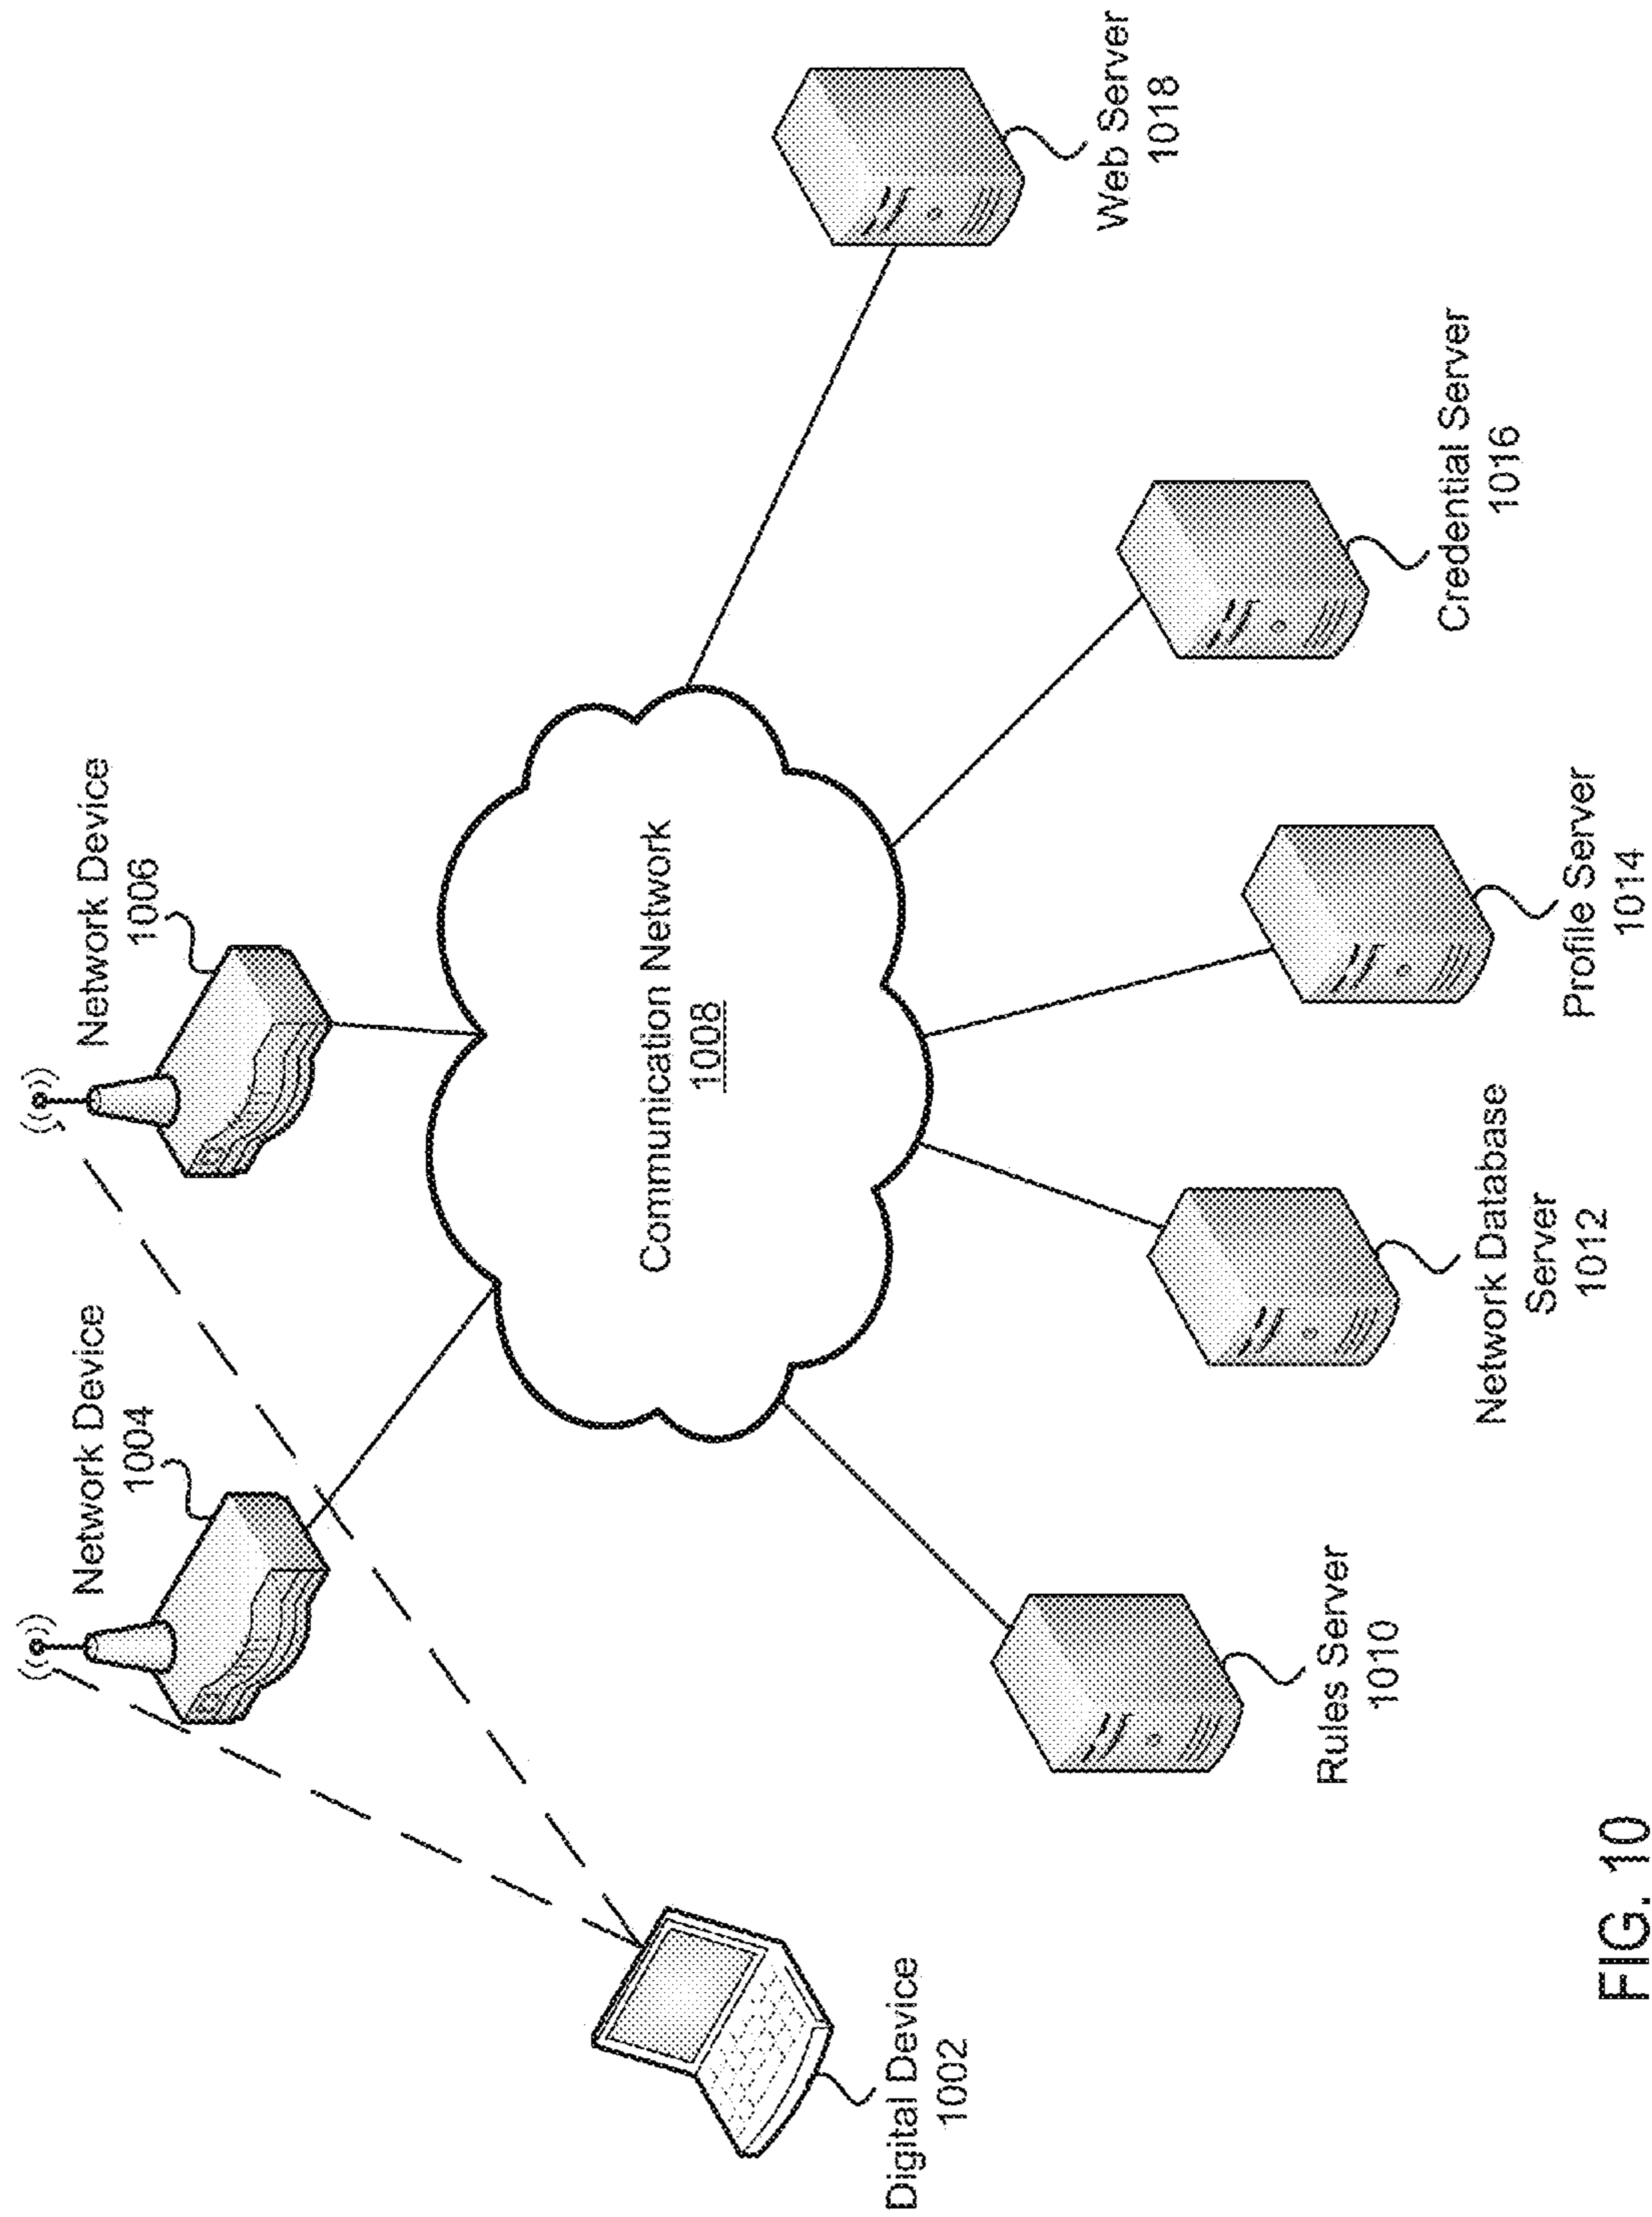 Network Device
1004
Network Device
1006
Digital Device
1002
Communication Network
1008
Rules Server
1010
Network Database
Server
1012
Profile Server
1014
Credential Server
1016
Web Server
1018
FIG. 10